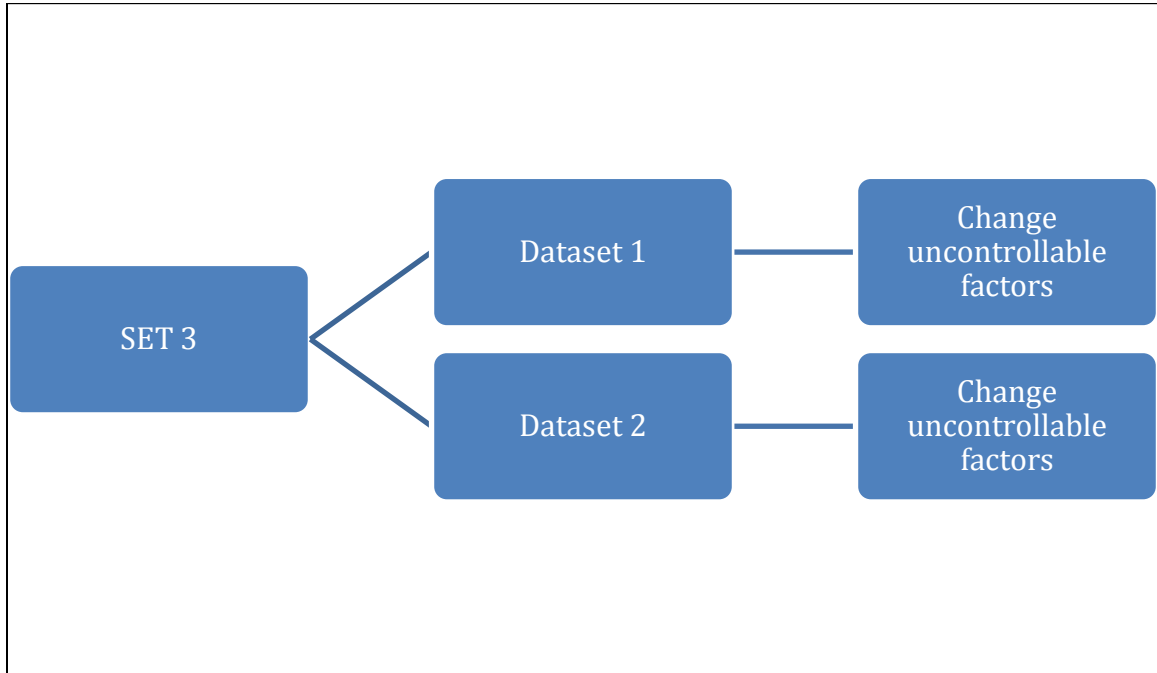 SET 3
Dataset 1
Change
uncontrollable
factors
Dataset 2
Change
uncontrollable
factors